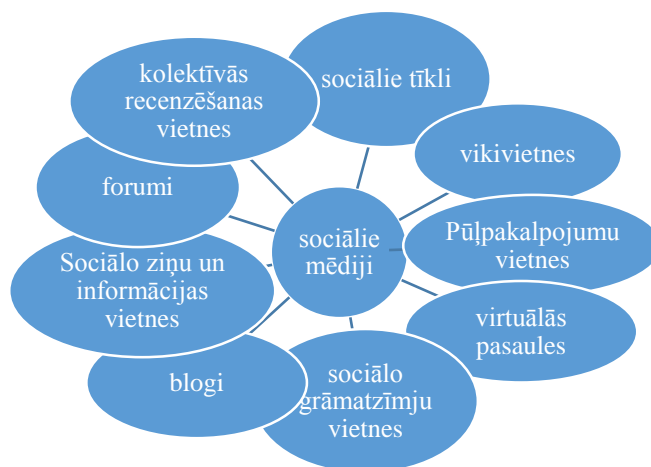 sociālie tīkli
kolektīvās
recenzēšanas
vietnes
vikivietnes
forumi
sociālie
mēdiji
Pūļpakalpojumu
vietnes
Sociālo ziņu un
informācijas
vietnes
virtuālās
pasaules
blogi
sociālo
grāmatzīmju
vietnes